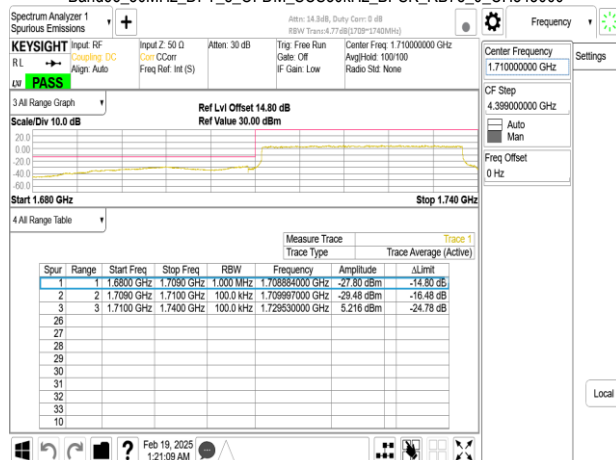 Spectrum Analyzer 1
Spurious Emissions
Attn: 14.3dB, Duty Corr: 0 dB
RBW Trans:4.77dB(1709~1740MHz)
Frequency
KEYSIGHT
Input: RF
Input Z: 50 Ω
Atten: 30 dB
Trig: Free Run
Center Freq: 1.710000000 GHz
RL
Coupling: DC
Corr CCorr
Gate: Off
Avg|Hold: 100/100
Align: Auto
Freq Ref: Int (S)
IF Gain: Low
Radio Std: None
LXI
PASS
Center Frequency
Settings
1.710000000 GHz
CF Step
4.399000000 GHz
Auto
Man
Freq Offset
0 Hz
3 All Range Graph
Ref Lvl Offset 14.80 dB
Scale/Div 10.0 dB
Ref Value 30.00 dBm
20.0
0.00
-20.0
-40.0
-60.0
Start 1.680 GHz
Stop 1.740 GHz
4 All Range Table
Measure Trace Trace 1
Trace Type Trace Average (Active)
Spur Range Start Freq Stop Freq RBW Frequency Amplitude ΔLimit
1 1 1.6800 GHz 1.7090 GHz 1.000 MHz 1.708884000 GHz -27.80 dBm -14.80 dB
2 2 1.7090 GHz 1.7100 GHz 100.0 kHz 1.709997000 GHz -29.48 dBm -16.48 dB
3 3 1.7100 GHz 1.7400 GHz 100.0 kHz 1.729530000 GHz 5.216 dBm -24.78 dB
26
27
28
29
30
31
32
33
10
Local
Feb 19, 2025
1:21:09 AM